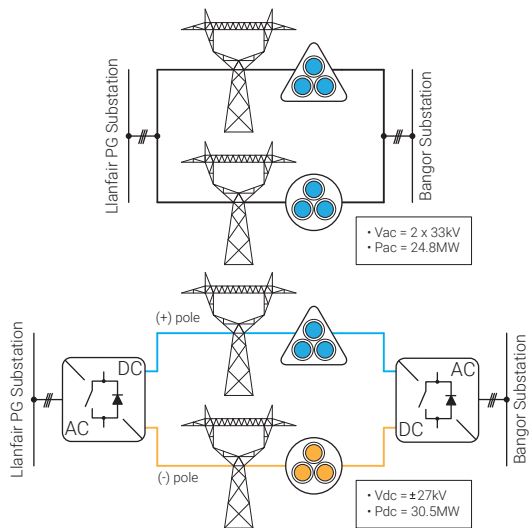 Llanfair PG Substation
Bangor Substation
• Vac = 2 x 33kV
• Pac = 24.8MW
Llanfair PG Substation
(+) pole
DC
AC
AC
DC
Bangor Substation
(-) pole
• Vdc = ±27kV
• Pdc = 30.5MW